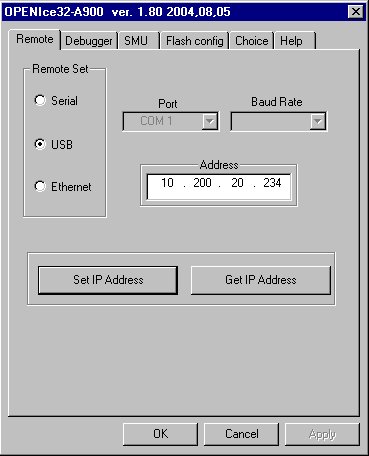 OPENIce32-A900 ver. 1.80 2004,08,05
Remote Debugger SMU Flash config Choice Help
Remote Set
Serial
USB
Ethernet
Port
COM 1
Baud Rate
Address
10 . 200 . 20 . 234
Set IP Address
Get IP Address
OK Cancel Apply